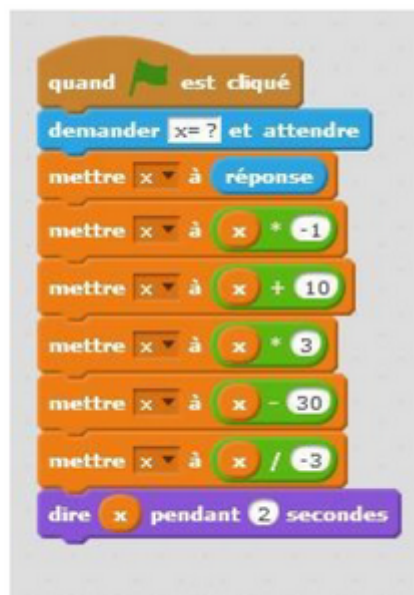 quand est cliqué
demander x= ? et attendre
mettre x à réponse
mettre x à x * -1
mettre x à x + 10
mettre x à x * 3
mettre x à x - 30
mettre x à x / -3
dire x pendant 2 secondes